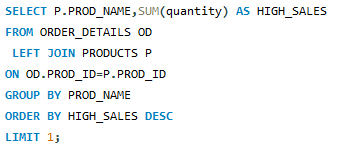 SELECT P.PROD_NAME,SUM(quantity) AS HIGH_SALES
FROM ORDER_DETAILS OD
LEFT JOIN PRODUCTS P
ON OD.PROD_ID=P.PROD_ID
GROUP BY PROD_NAME
ORDER BY HIGH_SALES DESC
LIMIT 1;